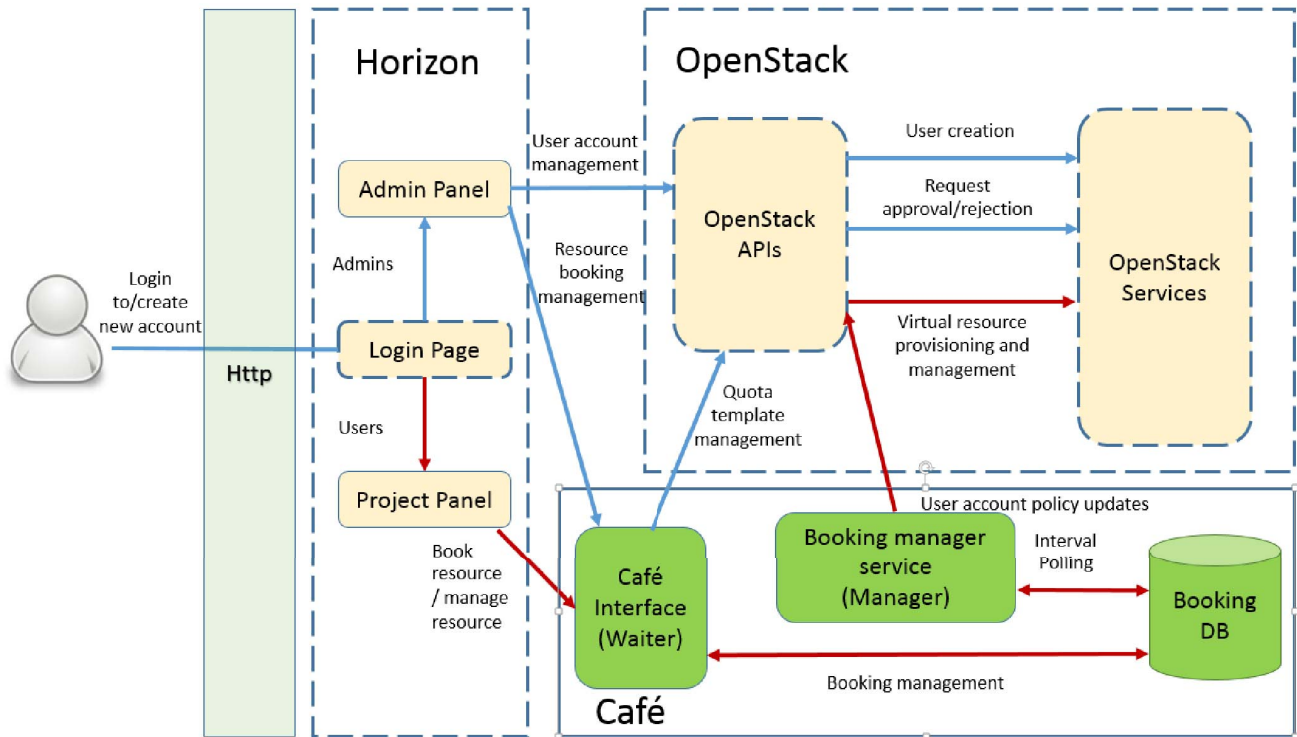 Horizon
OpenStack
User account
management
User creation
Admin Panel
Request
approval/rejection
OpenStack
APIs
Admins
Resource
booking
management
OpenStack
Services
Login
to/create
new account
Login Page
Http
Virtual resource
provisioning and
management
Quota
template
management
Users
Project Panel
User account policy updates
Booking manager
service
(Manager)
Interval
Polling
Book
resource
/ manage
resource
Café
Interface
(Waiter)
Booking
DB
Booking management
Café